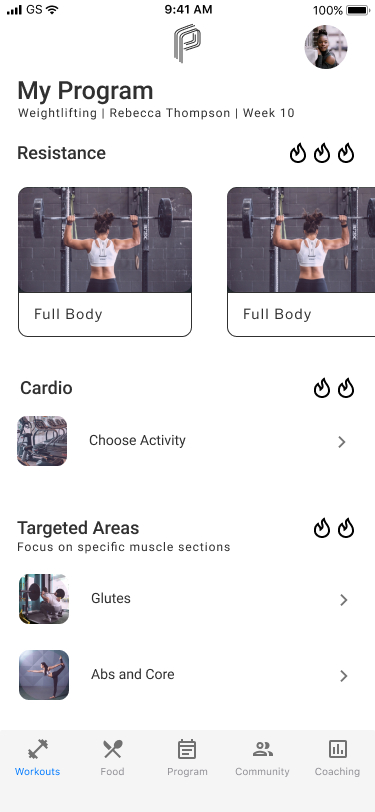 GS 9:41 AM 100%
My Program
Weightlifting | Rebecca Thompson | Week 10
Resistance
Full Body Full Body
Cardio
Choose Activity
Targeted Areas
Focus on specific muscle sections
Glutes
Abs and Core
Workouts Food Program Community Coaching